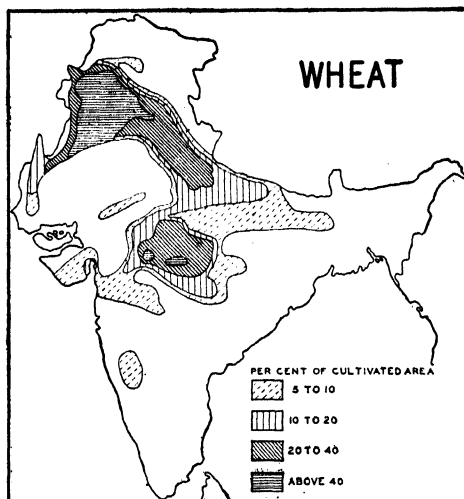 WHEAT
PER CENT OF CULTIVATED AREA
5 TO 10
10 TO 20
20 TO 40
ABOVE 40